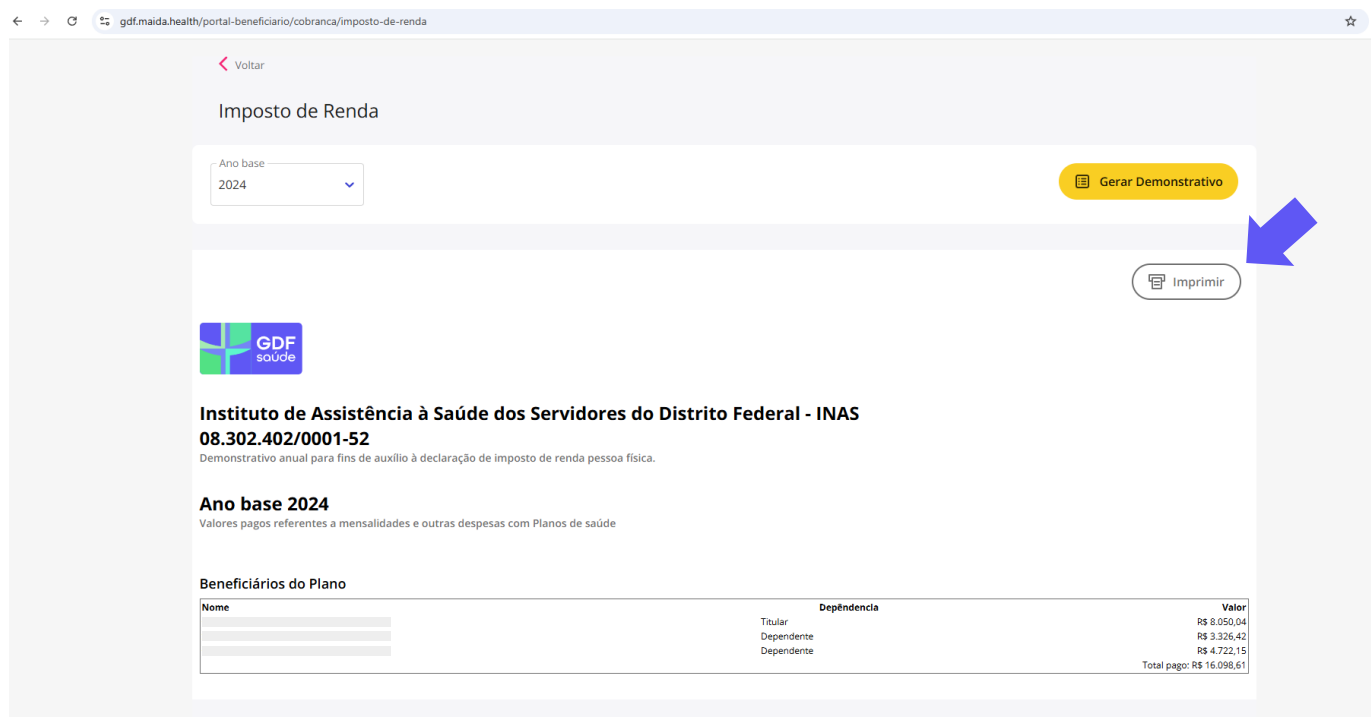 gdf.maida.health/portal-beneficiario/cobranca/imposto-de-renda
Voltar
Imposto de Renda
Ano base
2024
Gerar Demonstrativo
Imprimir
GDF
saúde
Instituto de Assistência à Saúde dos Servidores do Distrito Federal - INAS
08.302.402/0001-52
Demonstrativo anual para fins de auxílio à declaração de imposto de renda pessoa física.
Ano base 2024
Valores pagos referentes a mensalidades e outras despesas com Planos de saúde
Beneficiários do Plano
Nome Depêndencia Valor
Titular R$ 8.050,04
Dependente R$ 3.326,42
Dependente R$ 4.722,15
Total pago: R$ 16.098,61